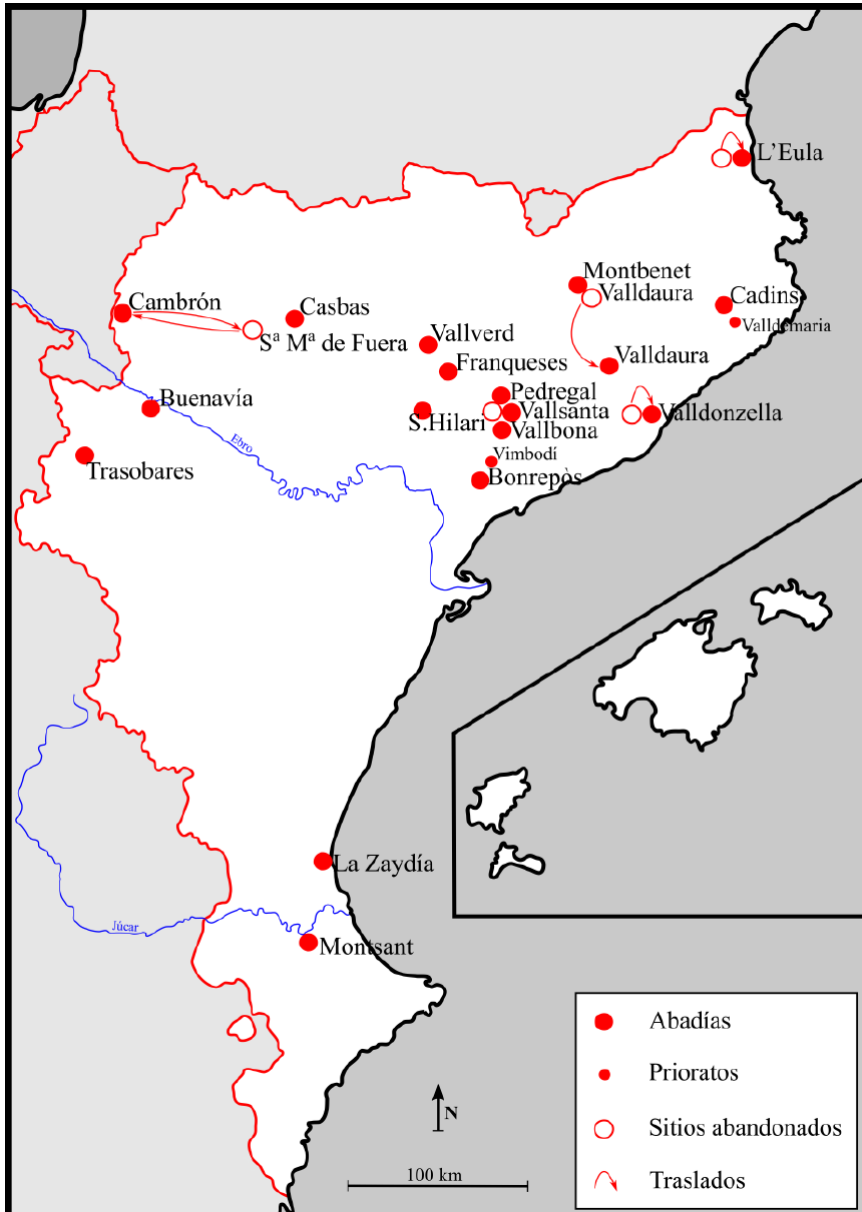 L'Eula
Montbenet
Valldaura
Cadins
Valldemaria
Cambrón
Casbas
Sª Mª de Fuera
Vallverd
Franqueses
Valldaura
Pedregal
Buenavía
S.Hilari
Vallsanta
Valldonzella
Vallbona
Ebro
Vimbodí
Trasobares
Bonrepòs
La Zaydía
Júcar
Montsant
Abadías
Prioratos
Sitios abandonados
Traslados
N
100 km